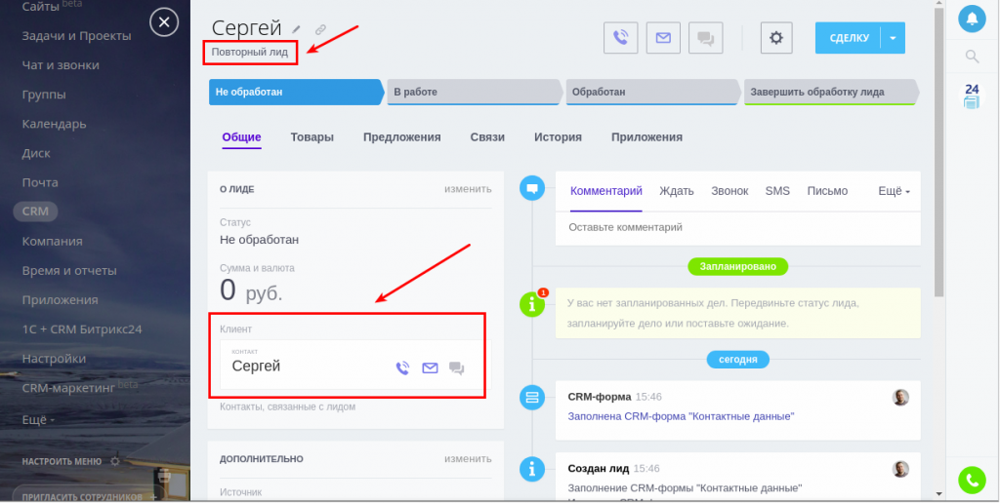 Сайты beta
Задачи и Проекты
Чат и звонки
Группы
Календарь
Диск
Почта
CRM
Компания
Время и отчеты
Приложения
1С + CRM Битрикс24
Настройки
CRM-маркетинг beta
Ещё
НАСТРОИТЬ МЕНЮ
ПРИГЛАСИТЬ СОТРУДНИКОВ +
Сергей
Повторный лид
СДЕЛКУ
Не обработан
В работе
Обработан
Завершить обработку лида
Общие
Товары
Предложения
Связи
История
Приложения
О ЛИДЕ
изменить
Статус
Не обработан
Сумма и валюта
0 руб.
Клиент
КОНТАКТ
Сергей
Контакты, связанные с лидом
ДОПОЛНИТЕЛЬНО
изменить
Источник
Комментарий
Ждать
Звонок
SMS
Письмо
Ещё
Оставьте комментарий
Запланировано
1
У вас нет запланированных дел. Передвиньте статус лида,
запланируйте дело или поставьте ожидание.
сегодня
CRM-форма 15:46
Заполнена CRM-форма "Контактные данные"
Создан лид 15:46
Заполнение CRM-формы "Контактные данные"
24